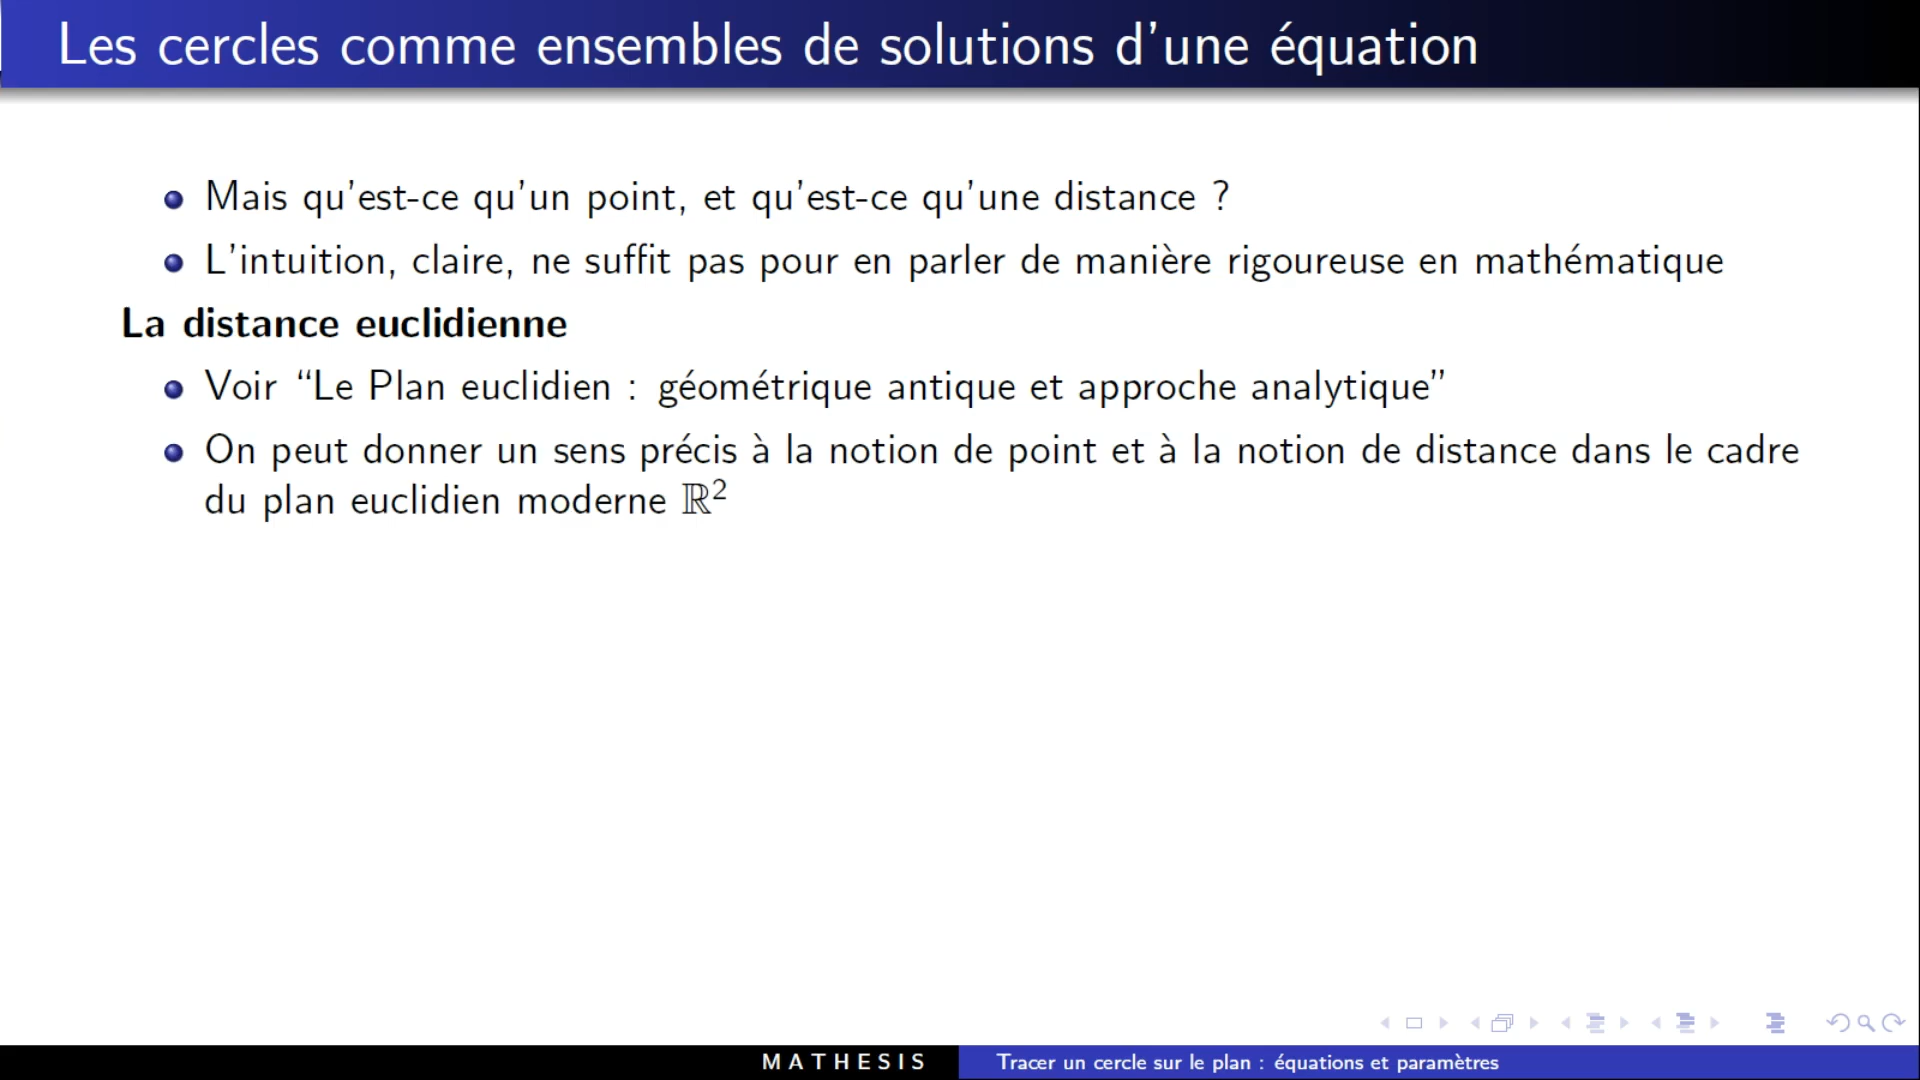 Les cercles comme ensembles de solutions d'une équation
Mais qu'est-ce qu'un point, et qu'est-ce qu'une distance ?
L'intuition, claire, ne suffit pas pour en parler de manière rigoureuse en mathématique
La distance euclidienne
Voir “Le Plan euclidien : géométrique antique et approche analytique”
On peut donner un sens précis à la notion de point et à la notion de distance dans le cadre
du plan euclidien moderne ℝ²
MATHESIS
Tracer un cercle sur le plan : équations et paramètres